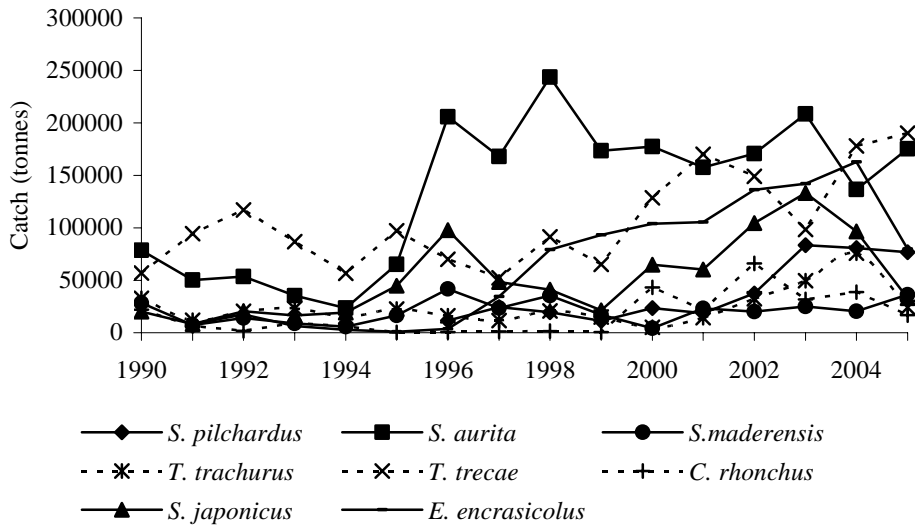 300000
250000
200000
150000
100000
50000
0
Catch (tonnes)
1990 1992 1994 1996 1998 2000 2002 2004
S. pilchardus S. aurita S.maderensis
T. trachurus T. trecae C. rhonchus
S. japonicus E. encrasicolus